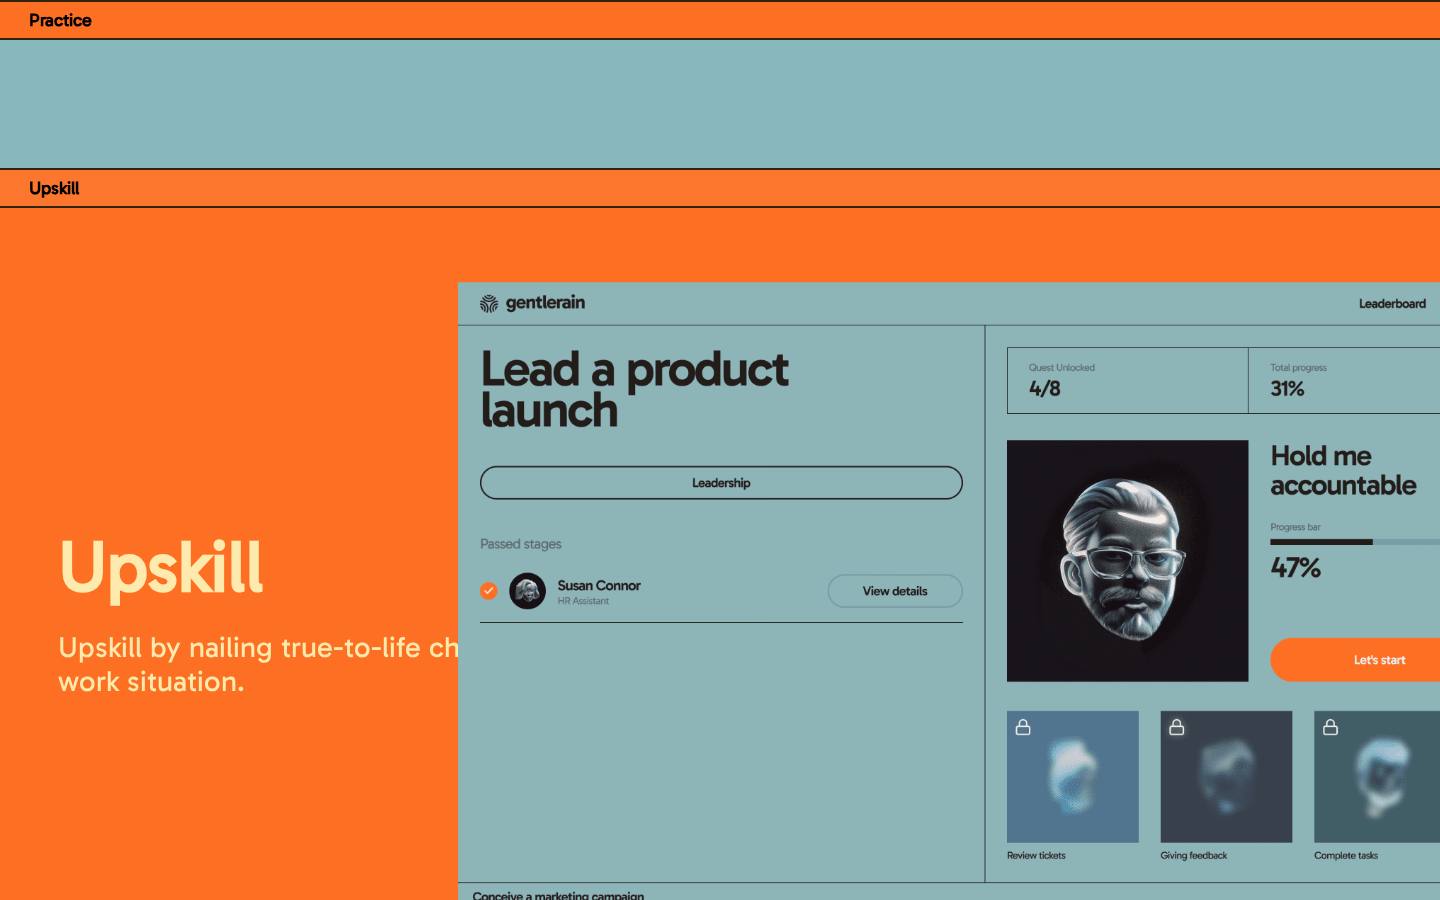 Practice
Upskill
gentlerain
Leaderboard
Lead a product
launch
Leadership
Passed stages
Susan Connor
HR Assistant
View details
Quest Unlocked
4/8
Total progress
31%
Hold me
accountable
Progress bar
47%
Let's start
Review tickets
Giving feedback
Complete tasks
Upskill
Upskill by nailing true-to-life ch
work situation.
Conceive a marketing campaign